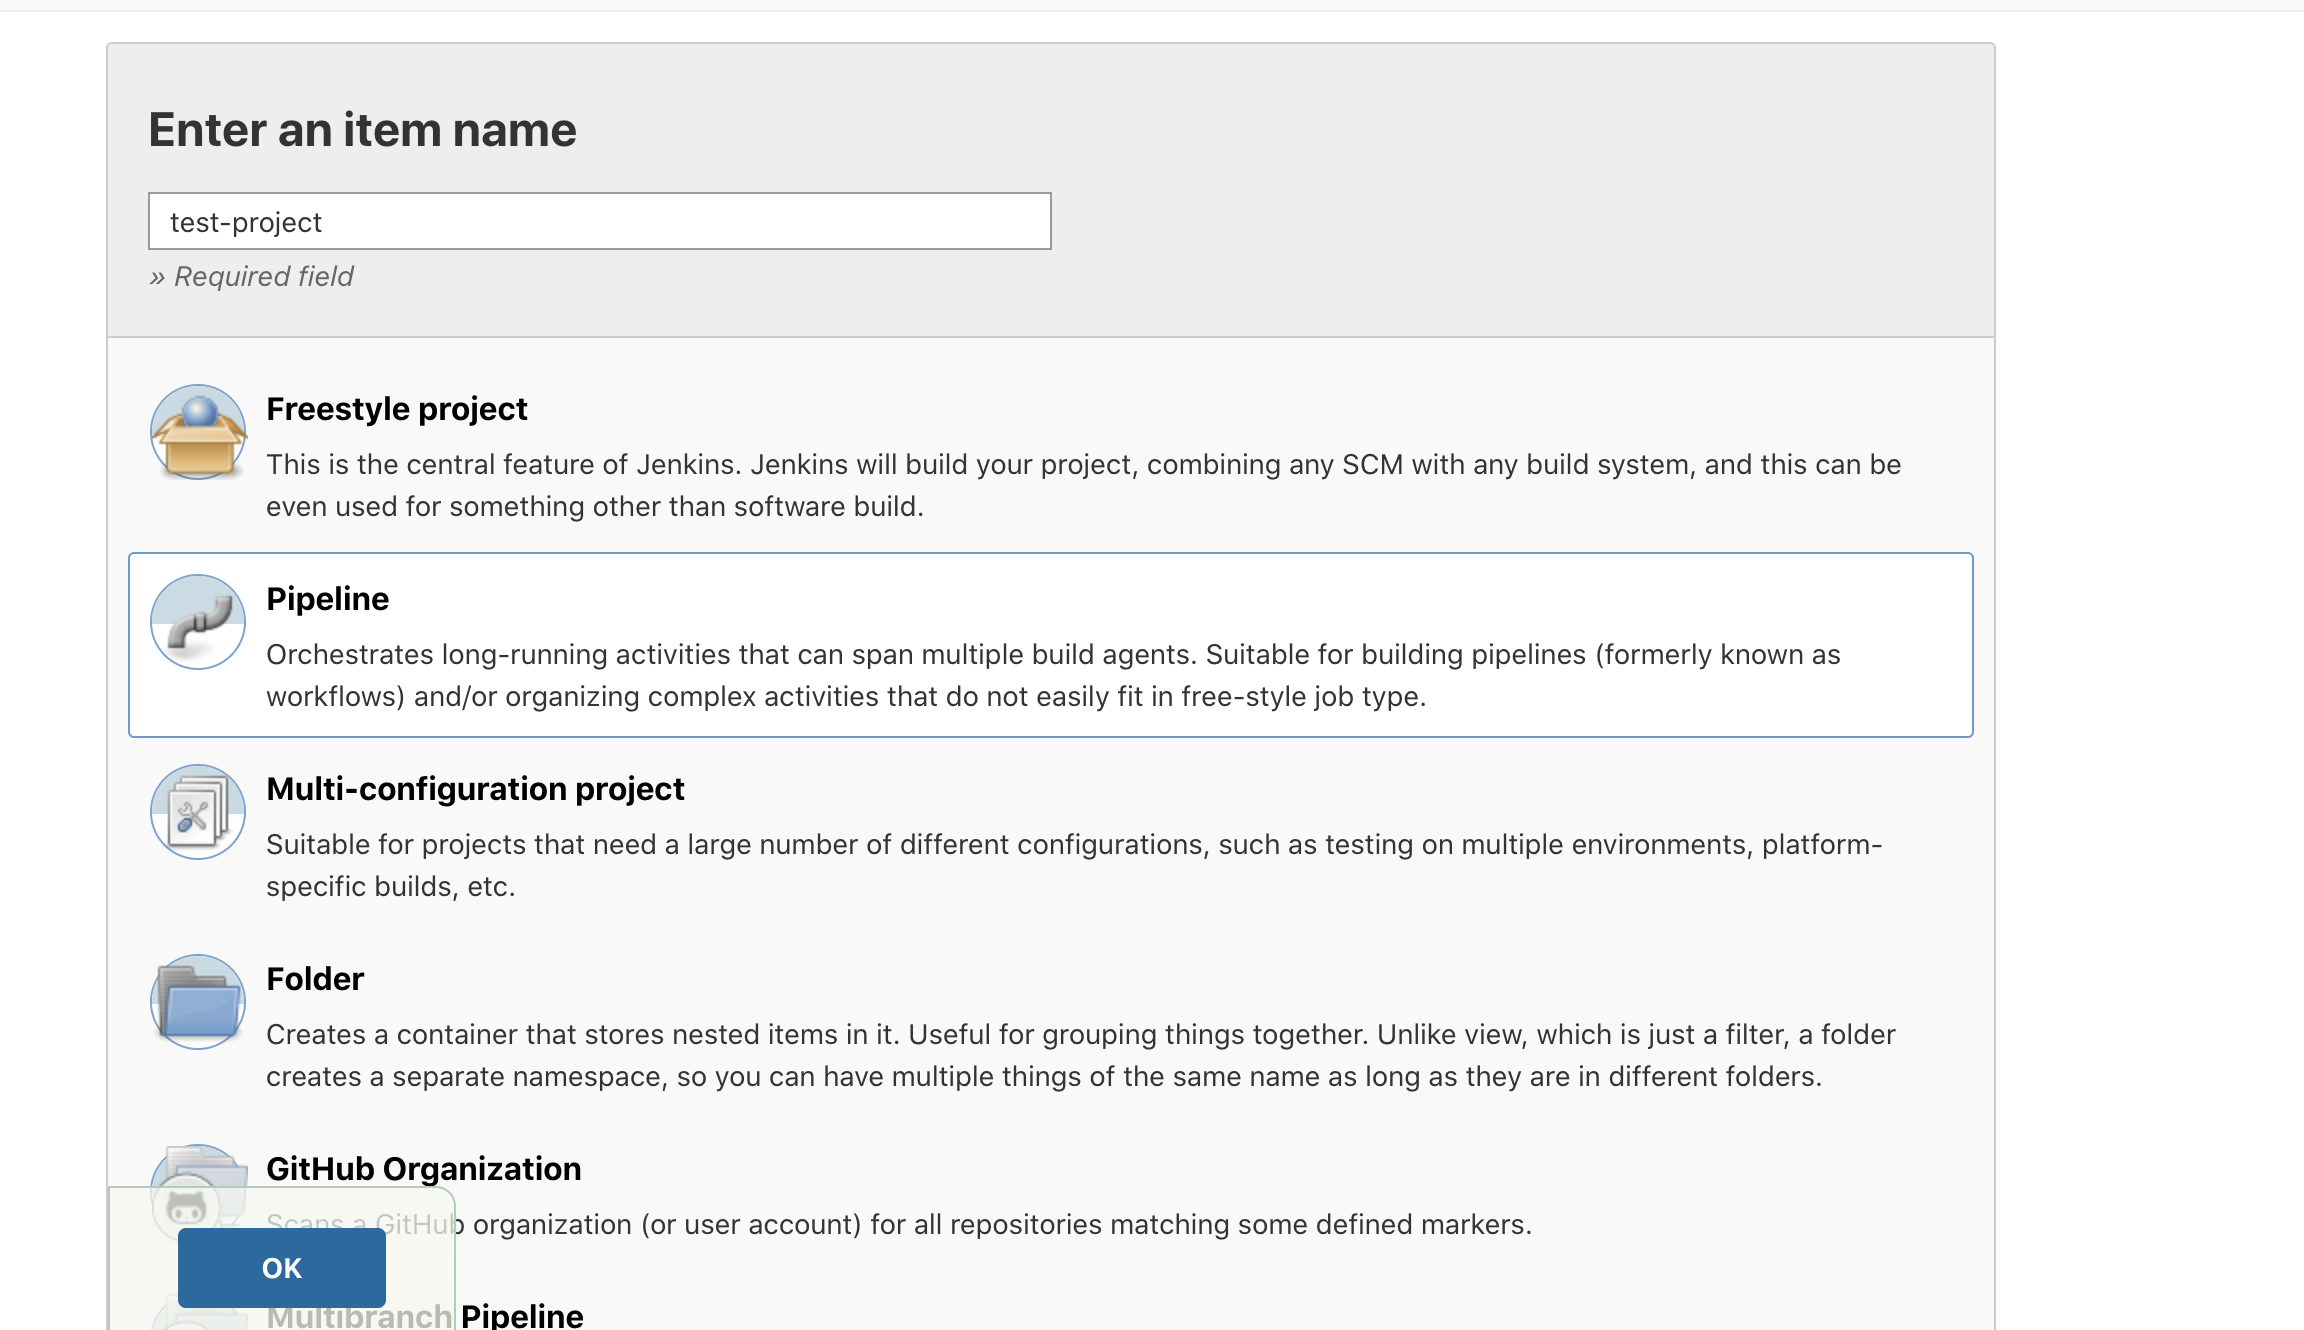 Enter an item name
test-project
» Required field
Freestyle project
This is the central feature of Jenkins. Jenkins will build your project, combining any SCM with any build system, and this can be
even used for something other than software build.
Pipeline
Orchestrates long-running activities that can span multiple build agents. Suitable for building pipelines (formerly known as
workflows) and/or organizing complex activities that do not easily fit in free-style job type.
Multi-configuration project
Suitable for projects that need a large number of different configurations, such as testing on multiple environments, platform-
specific builds, etc.
Folder
Creates a container that stores nested items in it. Useful for grouping things together. Unlike view, which is just a filter, a folder
creates a separate namespace, so you can have multiple things of the same name as long as they are in different folders.
GitHub Organization
Scans a GitHub organization (or user account) for all repositories matching some defined markers.
OK
Multibranch Pipeline